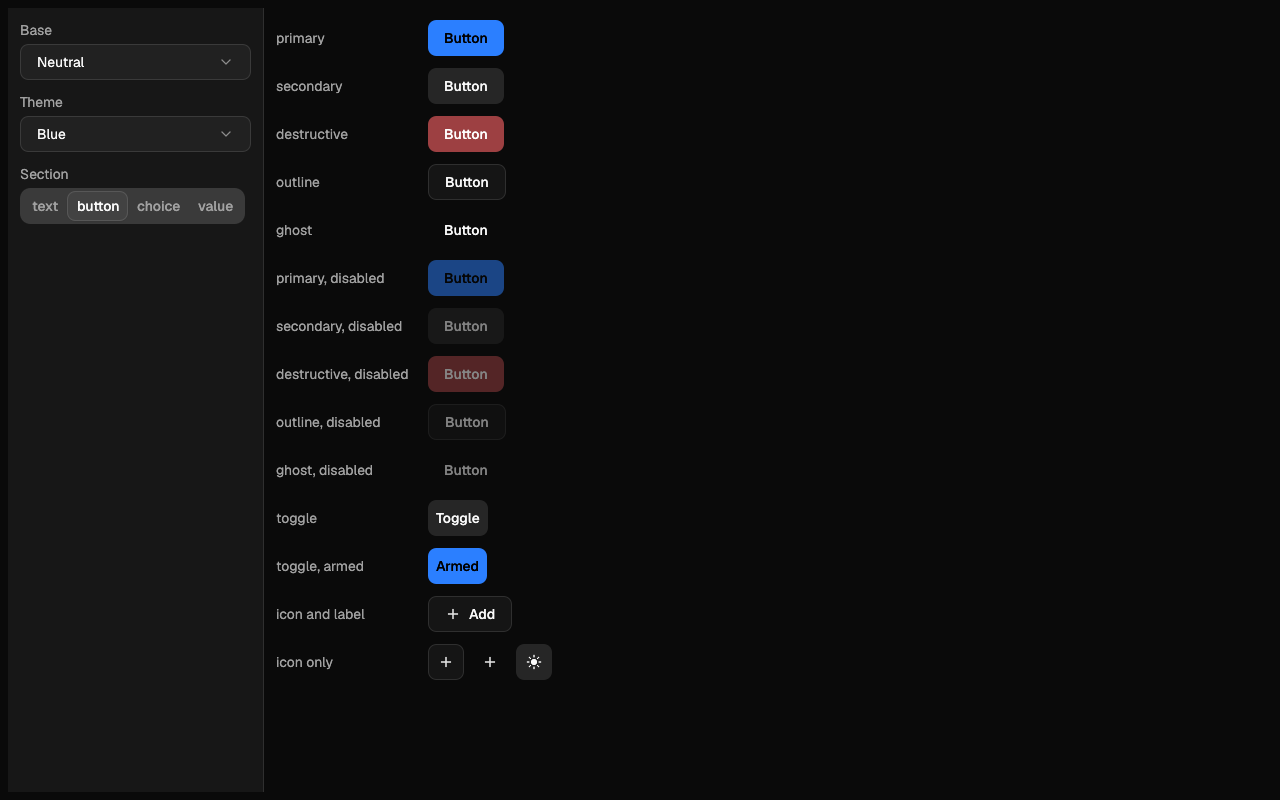 Base
Neutral
Theme
Blue
Section
text button choice value
primary Button
secondary Button
destructive Button
outline Button
ghost Button
primary, disabled Button
secondary, disabled Button
destructive, disabled Button
outline, disabled Button
ghost, disabled Button
toggle Toggle
toggle, armed Armed
icon and label Add
icon only